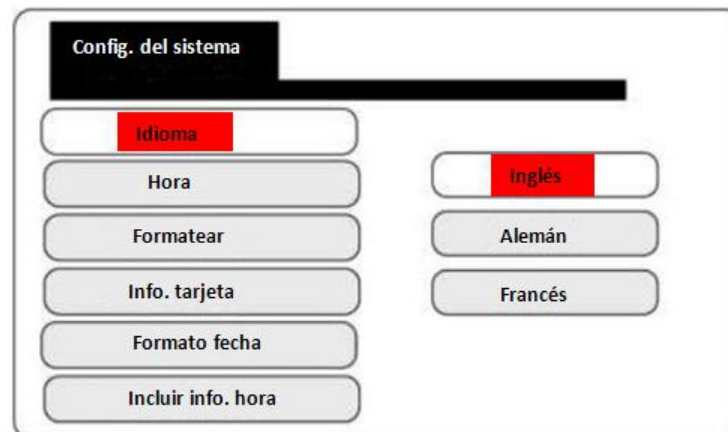 Config. del sistema
Idioma
Hora
Formatear
Info. tarjeta
Formato fecha
Incluir info. hora
Inglés
Alemán
Francés